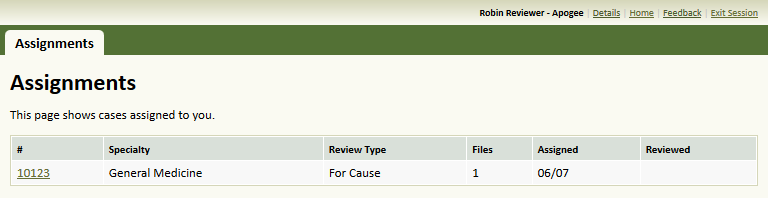 Robin Reviewer - Apogee | Details | Home | Feedback | Exit Session
Assignments
Assignments
This page shows cases assigned to you.
# Specialty Review Type Files Assigned Reviewed
10123 General Medicine For Cause 1 06/07